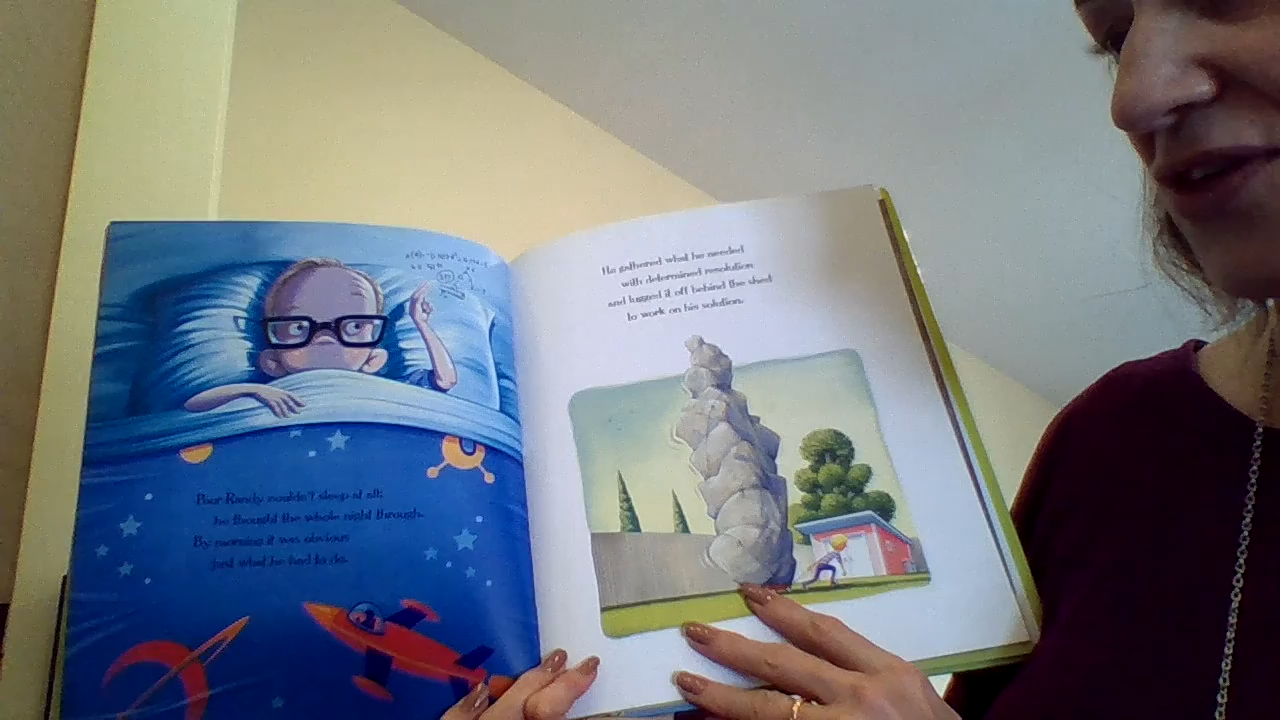 Poor Randy couldn't sleep at all;
he thought the whole night through.
By morning it was obvious
just what he had to do.
He gathered what he needed
with determined resolution
and lugged it off behind the shed
to work on his solution.